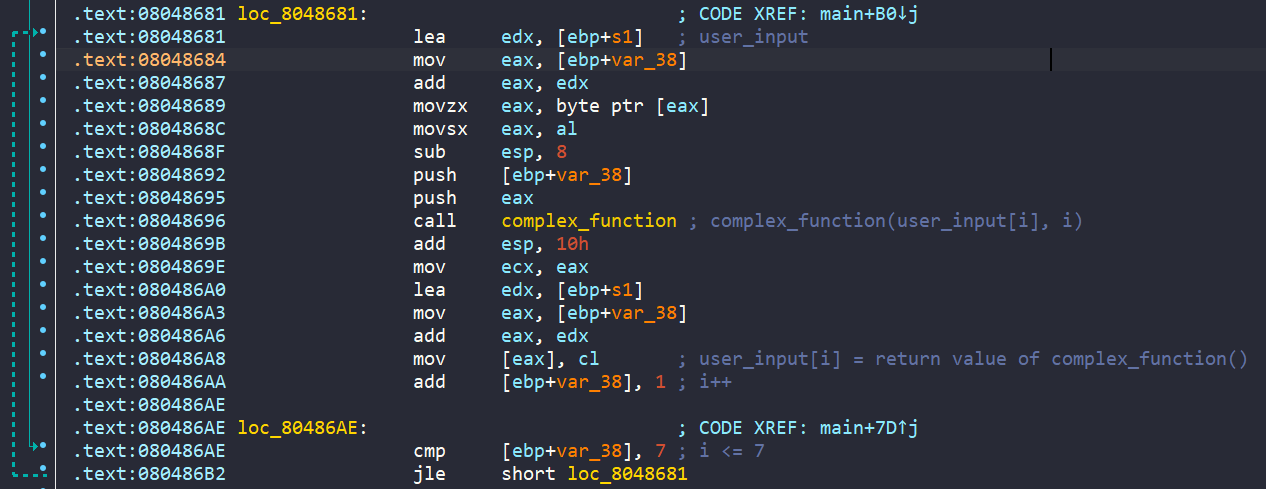 .text:08048681 loc_8048681: ; CODE XREF: main+B0↓j
.text:08048681 lea edx, [ebp+s1] ; user_input
.text:08048684 mov eax, [ebp+var_38]
.text:08048687 add eax, edx
.text:08048689 movzx eax, byte ptr [eax]
.text:0804868C movsx eax, al
.text:0804868F sub esp, 8
.text:08048692 push [ebp+var_38]
.text:08048695 push eax
.text:08048696 call complex_function ; complex_function(user_input[i], i)
.text:0804869B add esp, 10h
.text:0804869E mov ecx, eax
.text:080486A0 lea edx, [ebp+s1]
.text:080486A3 mov eax, [ebp+var_38]
.text:080486A6 add eax, edx
.text:080486A8 mov [eax], cl ; user_input[i] = return value of complex_function()
.text:080486AA add [ebp+var_38], 1 ; i++
.text:080486AE
.text:080486AE loc_80486AE: ; CODE XREF: main+7D↑j
.text:080486AE cmp [ebp+var_38], 7 ; i <= 7
.text:080486B2 jle short loc_8048681